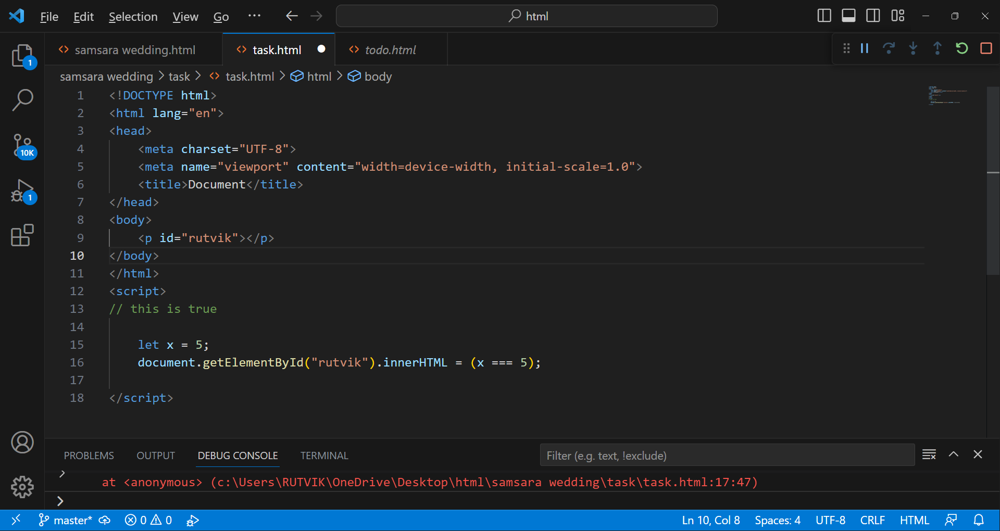 File Edit Selection View Go ··· html
samsara wedding.html task.html todo.html
samsara wedding > task > task.html > html > body
1 <!DOCTYPE html>
2 <html lang="en">
3 <head>
4 <meta charset="UTF-8">
5 <meta name="viewport" content="width=device-width, initial-scale=1.0">
6 <title>Document</title>
7 </head>
8 <body>
9 <p id="rutvik"></p>
10 </body>
11 </html>
12 <script>
13 // this is true
14
15 let x = 5;
16 document.getElementById("rutvik").innerHTML = (x === 5);
17
18 </script>
1
10K
1
PROBLEMS OUTPUT DEBUG CONSOLE TERMINAL Filter (e.g. text, !exclude)
at <anonymous> (c:\Users\RUTVIK\OneDrive\Desktop\html\samsara wedding\task\task.html:17:47)
master* 0 0 Ln 10, Col 8 Spaces: 4 UTF-8 CRLF HTML